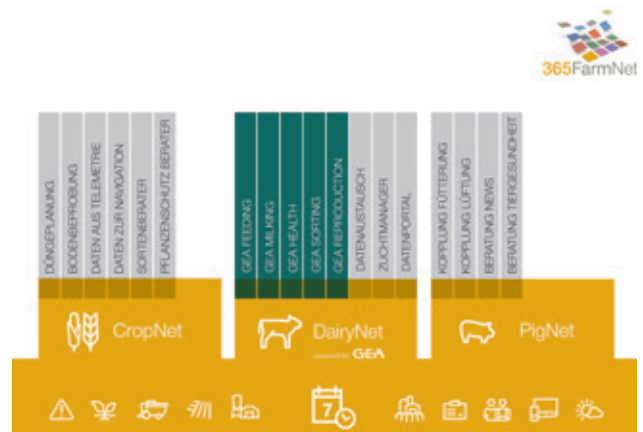 365FarmNet
DÜNGEPLANUNG
BODENBEPROBUNG
DATEN AUS TELEMETRIE
DATEN ZUR NAVIGATION
SORTENBERATER
PFLANZENSCHUTZ BERATER
GEA FEEDING
GEA MILKING
GEA HEALTH
GEA SORTING
GEA REPRODUCTION
DATENAUSTAUSCH
ZUCHTMANAGER
DATENPORTAL
KOPPLUNG FÜTTERUNG
KOPPLUNG LÜFTUNG
BERATUNG NEWS
BERATUNG TIERGESUNDHEIT
CropNet
DairyNet
powered by GEA
PigNet
7